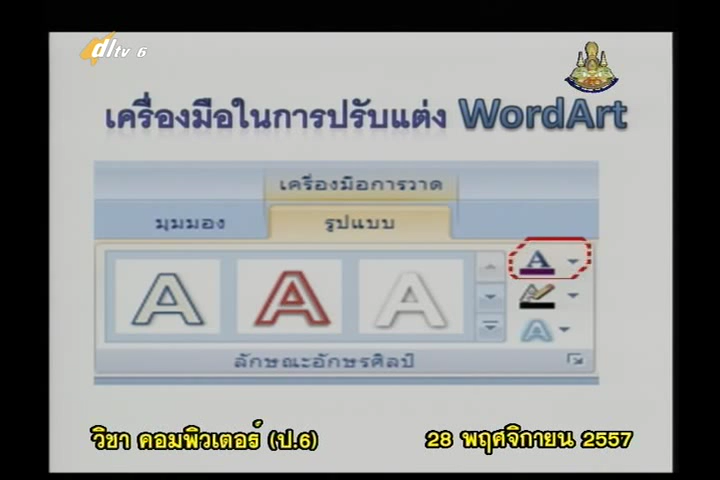 dltv 6
เครื่องมือในการปรับแต่ง WordArt
เครื่องมือการวาด
มุมมอง รูปแบบ
A A A A
A
ลักษณะอักษรศิลป์
วิชา คอมพิวเตอร์ (ป.6) 28 พฤศจิกายน 2557